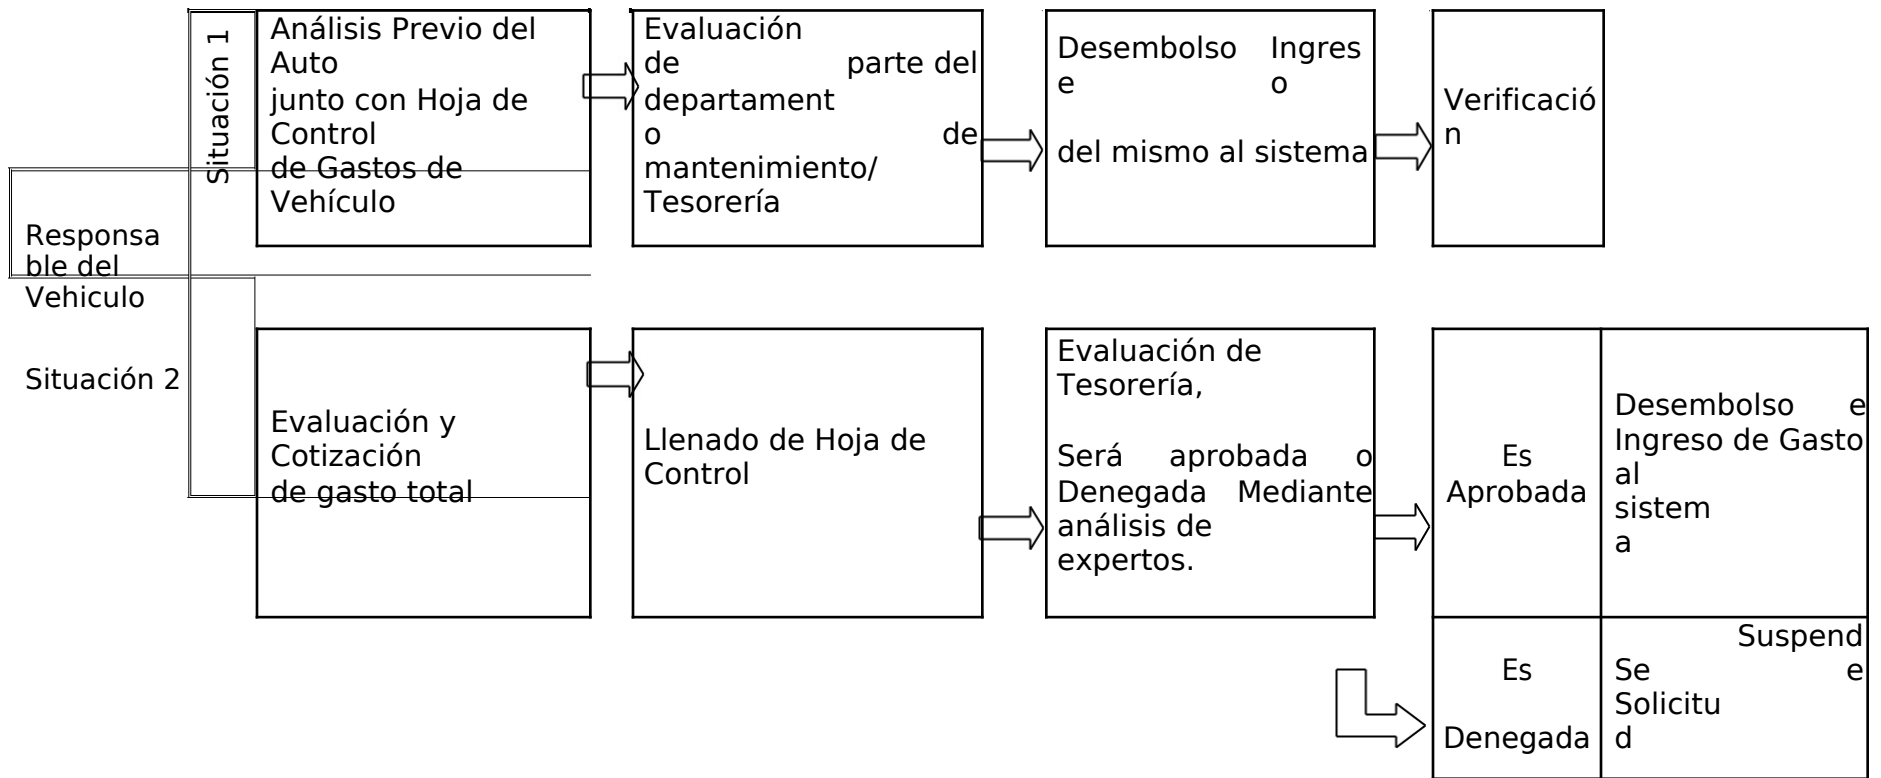 Situación 1
Análisis Previo del
Auto
junto con Hoja de
Control
de Gastos de
Vehículo
Evaluación
de parte del
departament
o de
mantenimiento/
Tesorería
Desembolso Ingres
e o
del mismo al sistema
Verificació
n
Responsa
ble del
Vehiculo
Situación 2
Evaluación y
Cotización
de gasto total
Llenado de Hoja de
Control
Evaluación de
Tesorería,
Será aprobada o
Denegada Mediante
análisis de
expertos.
Es
Aprobada
Desembolso e
Ingreso de Gasto
al
sistem
a
Es
Denegada
Suspend
Se e
Solicitu
d